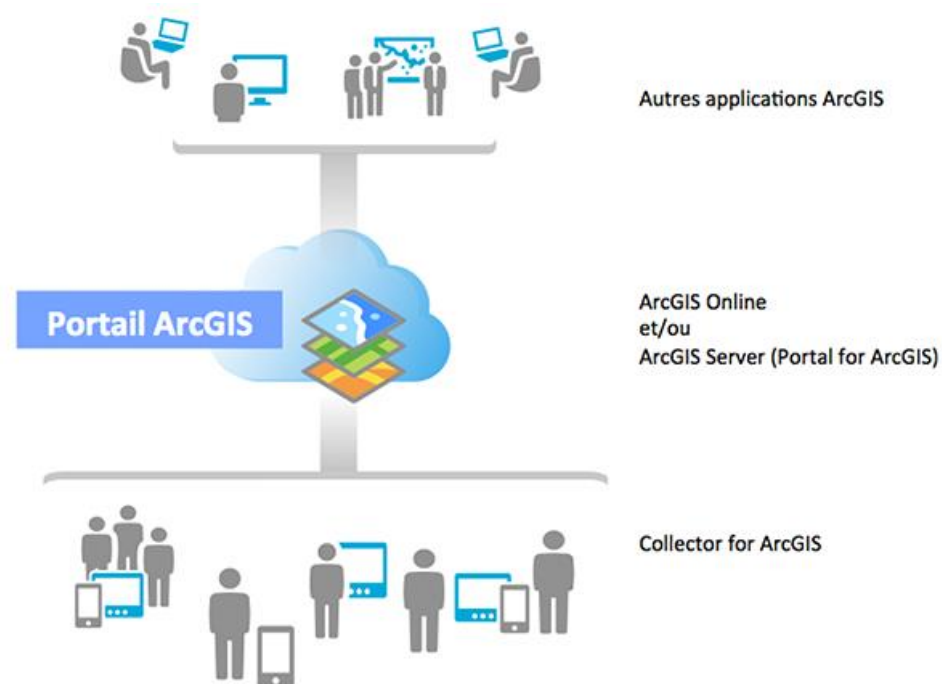 Autres applications ArcGIS
Portail ArcGIS
ArcGIS Online
et/ou
ArcGIS Server (Portal for ArcGIS)
Collector for ArcGIS